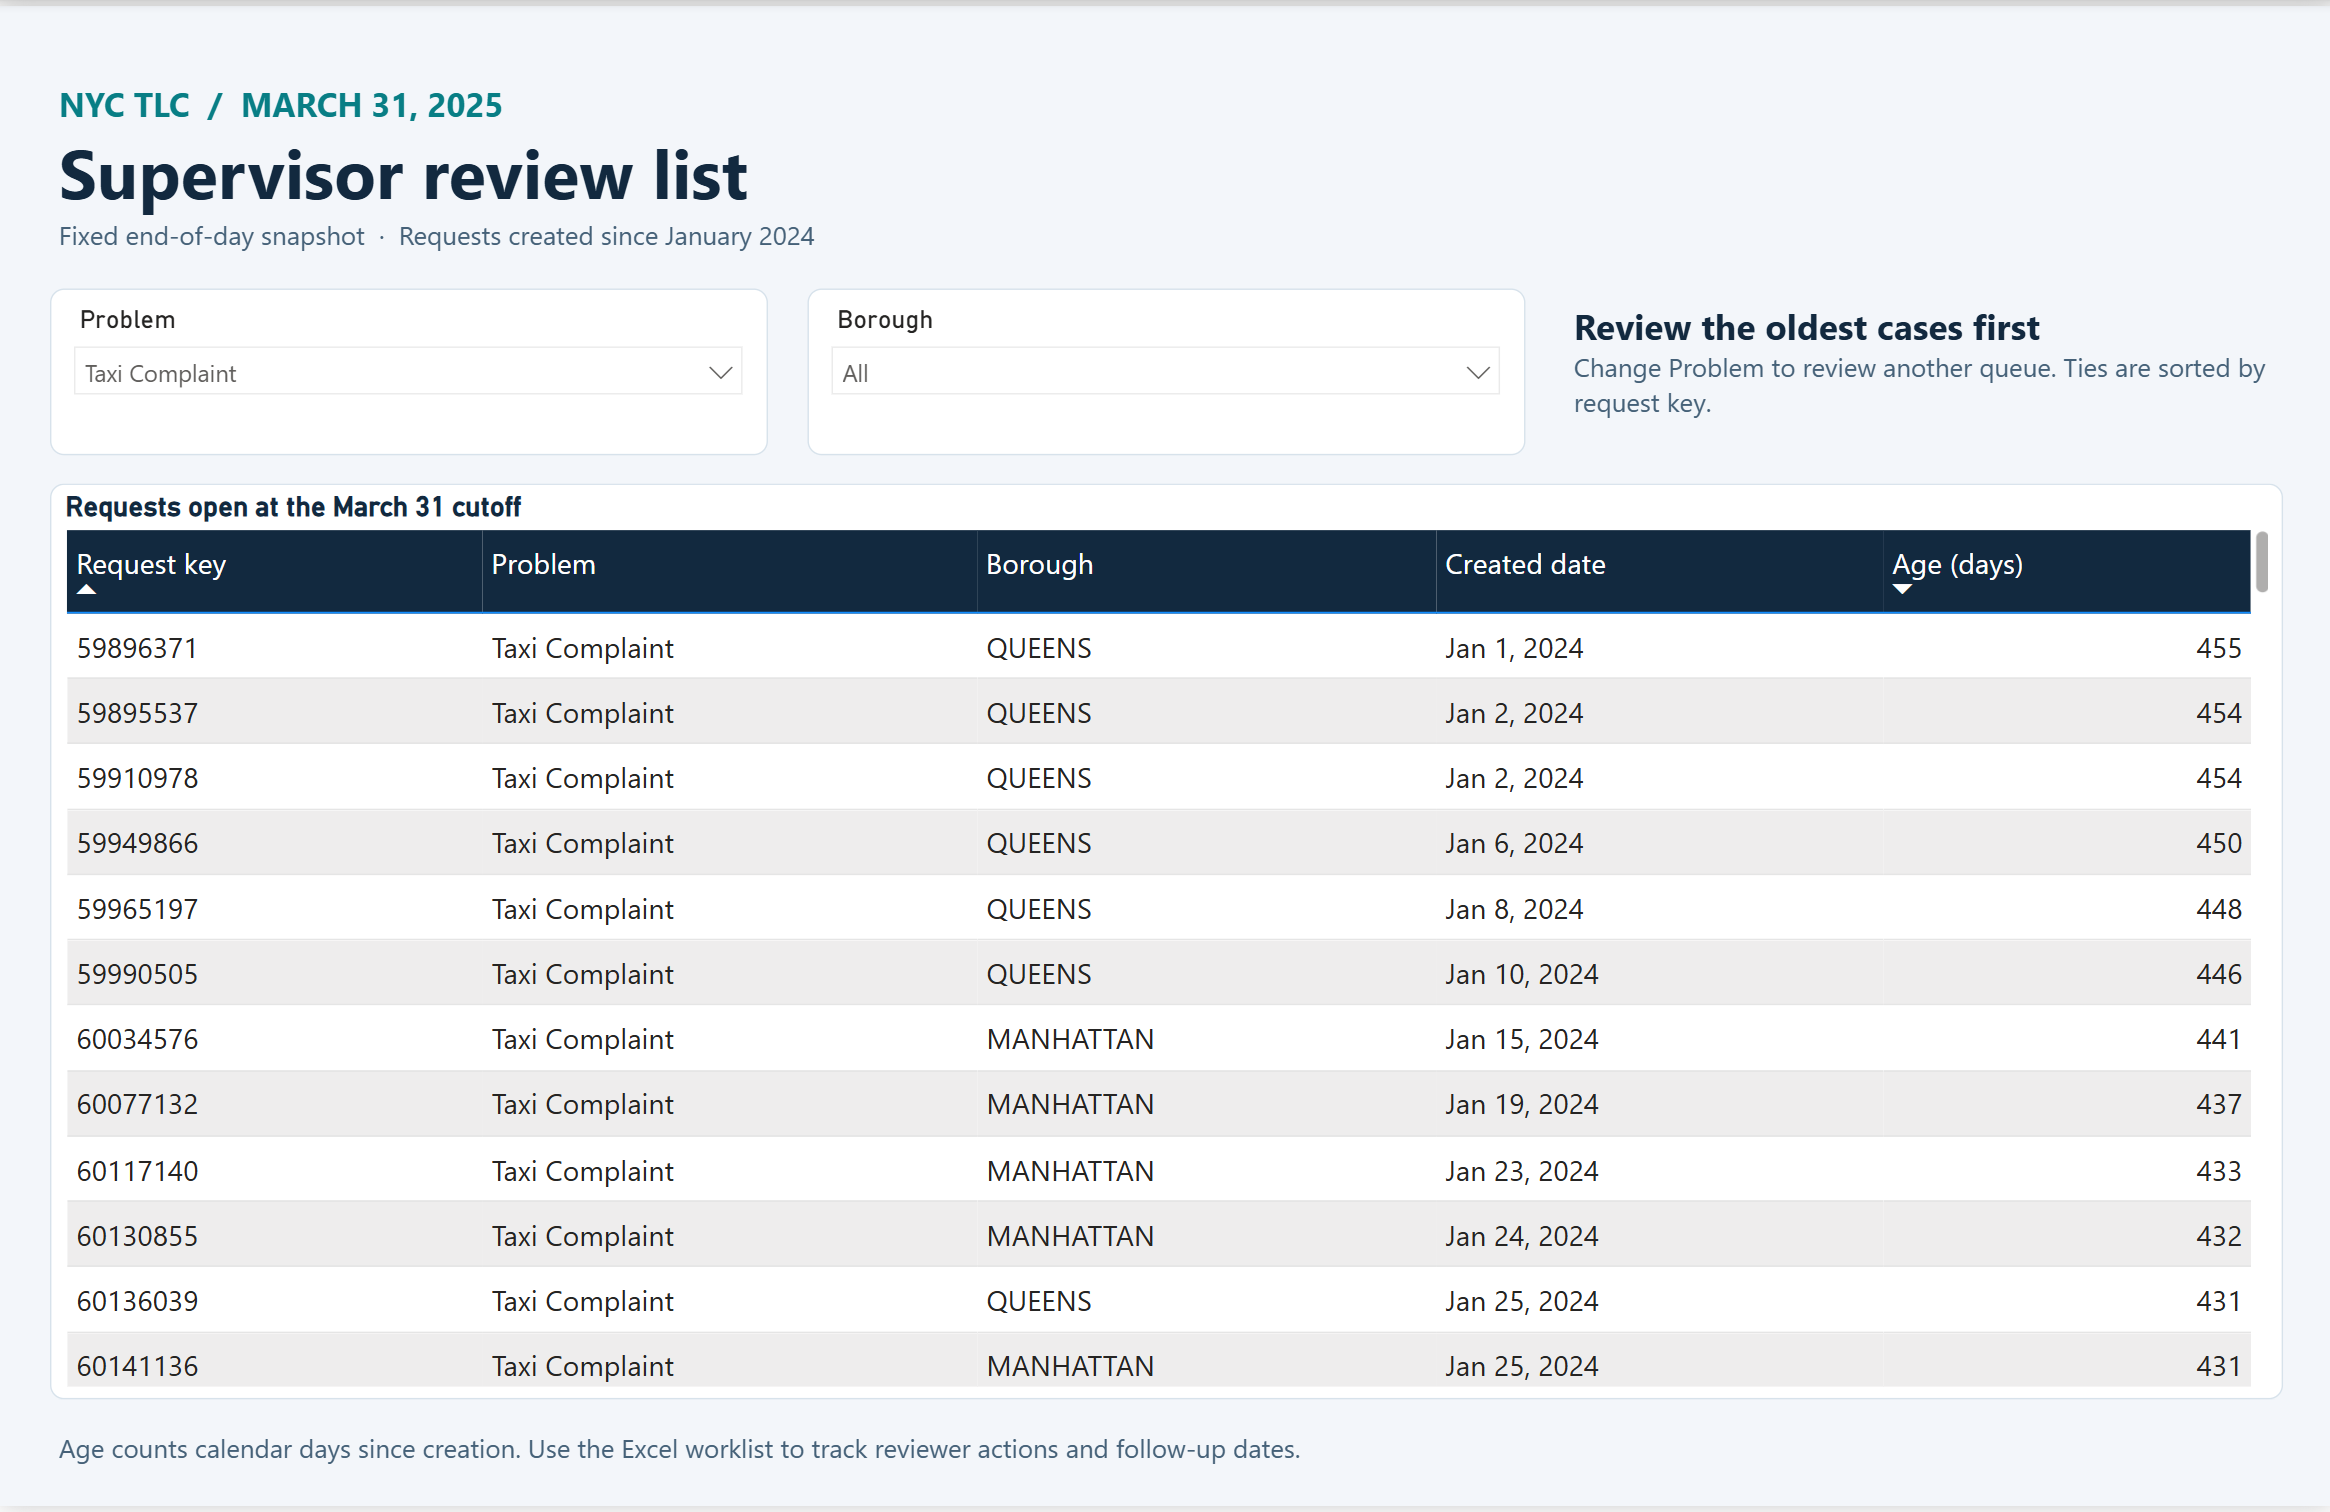 NYC TLC / MARCH 31, 2025
Supervisor review list
Fixed end-of-day snapshot · Requests created since January 2024
Problem
Taxi Complaint
Borough
All
Review the oldest cases first
Change Problem to review another queue. Ties are sorted by
request key.
Requests open at the March 31 cutoff
Request key Problem Borough Created date Age (days)
59896371 Taxi Complaint QUEENS Jan 1, 2024 455
59895537 Taxi Complaint QUEENS Jan 2, 2024 454
59910978 Taxi Complaint QUEENS Jan 2, 2024 454
59949866 Taxi Complaint QUEENS Jan 6, 2024 450
59965197 Taxi Complaint QUEENS Jan 8, 2024 448
59990505 Taxi Complaint QUEENS Jan 10, 2024 446
60034576 Taxi Complaint MANHATTAN Jan 15, 2024 441
60077132 Taxi Complaint MANHATTAN Jan 19, 2024 437
60117140 Taxi Complaint MANHATTAN Jan 23, 2024 433
60130855 Taxi Complaint MANHATTAN Jan 24, 2024 432
60136039 Taxi Complaint QUEENS Jan 25, 2024 431
60141136 Taxi Complaint MANHATTAN Jan 25, 2024 431
Age counts calendar days since creation. Use the Excel worklist to track reviewer actions and follow-up dates.